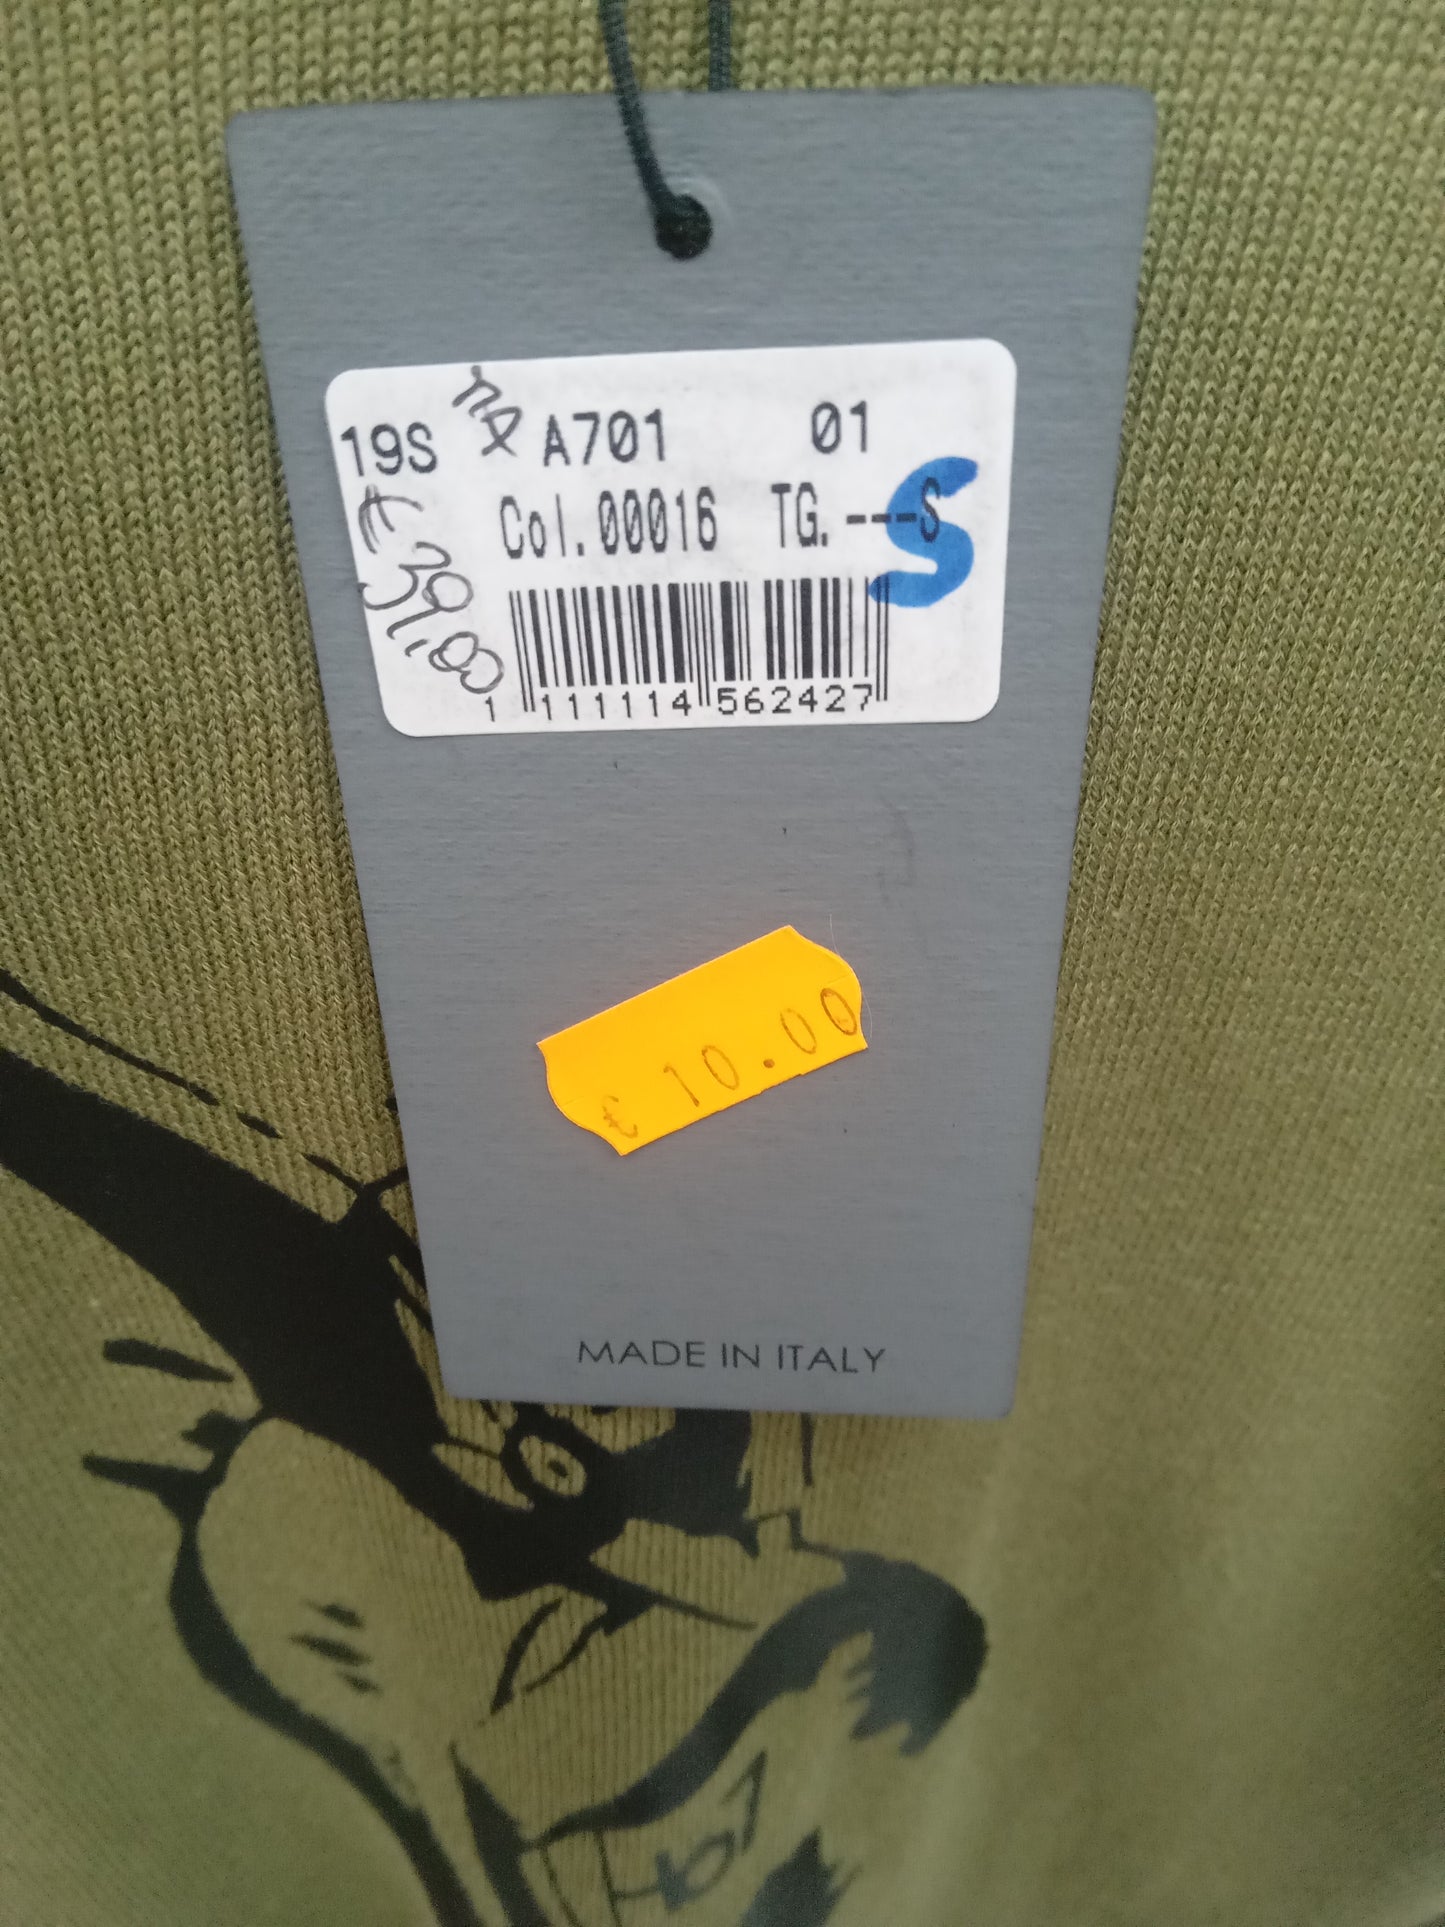 19S A701 01
Col.00016 TG.---S
S
€ 39,00
1 111114 562427
€ 10.00
MADE IN ITALY